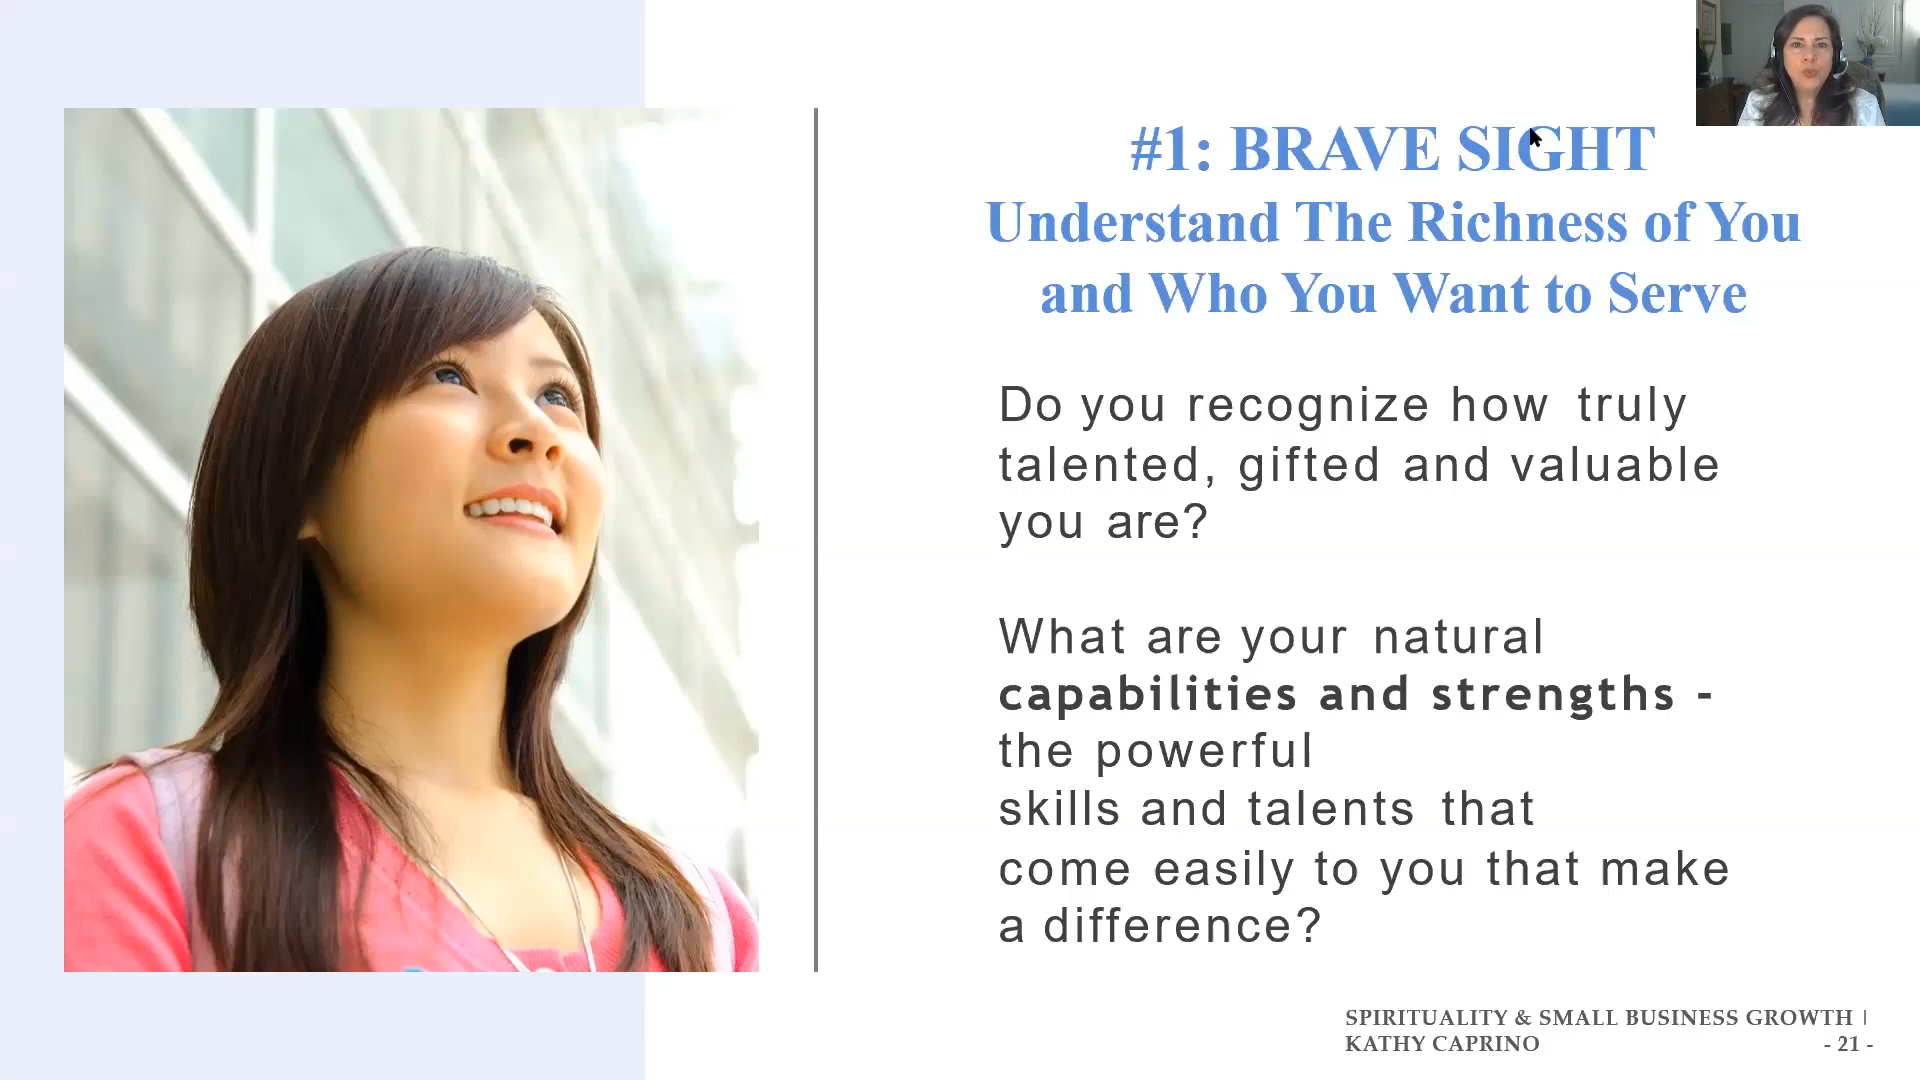 #1: BRAVE SIGHT
Understand The Richness of You
and Who You Want to Serve
Do you recognize how truly
talented, gifted and valuable
you are?
What are your natural
capabilities and strengths -
the powerful
skills and talents that
come easily to you that make
a difference?
SPIRITUALITY & SMALL BUSINESS GROWTH |
KATHY CAPRINO - 21 -